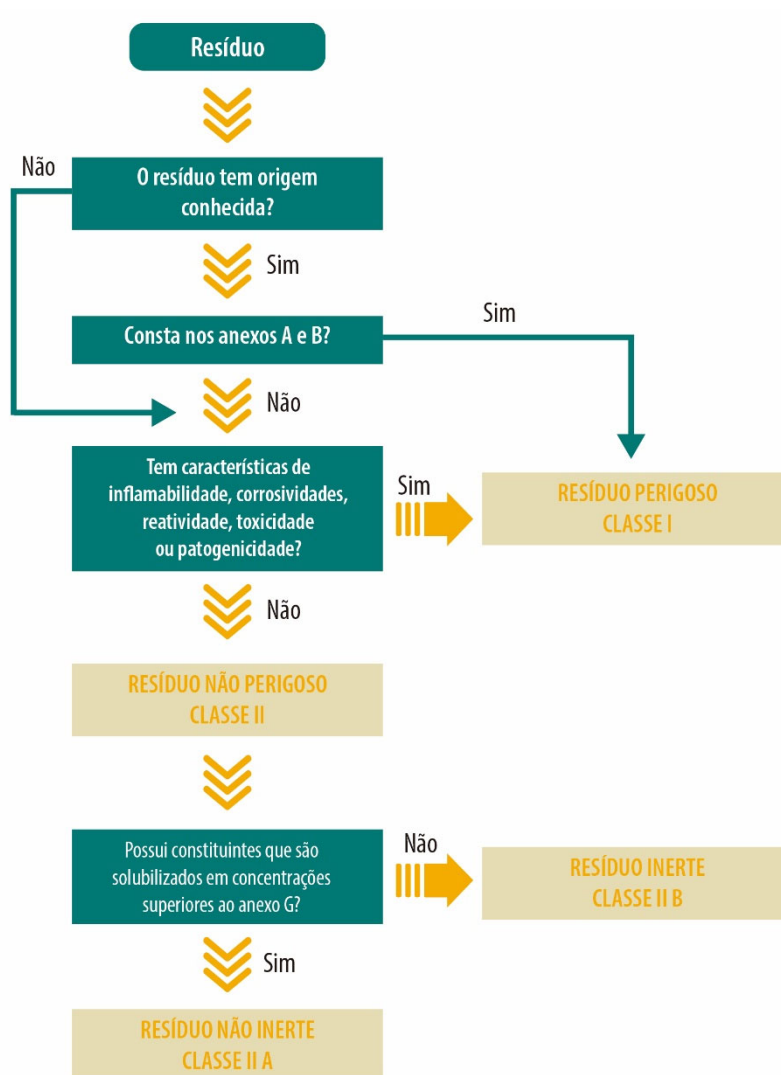 Resíduo
Não
O resíduo tem origem
conhecida?
Sim
Consta nos anexos A e B?
Sim
Não
Tem características de
inflamabilidade, corrosividades,
reatividade, toxicidade
ou patogenicidade?
Sim
RESÍDUO PERIGOSO
CLASSE I
Não
RESÍDUO NÃO PERIGOSO
CLASSE II
Possui constituintes que são
solubilizados em concentrações
superiores ao anexo G?
Não
RESÍDUO INERTE
CLASSE II B
Sim
RESÍDUO NÃO INERTE
CLASSE II A